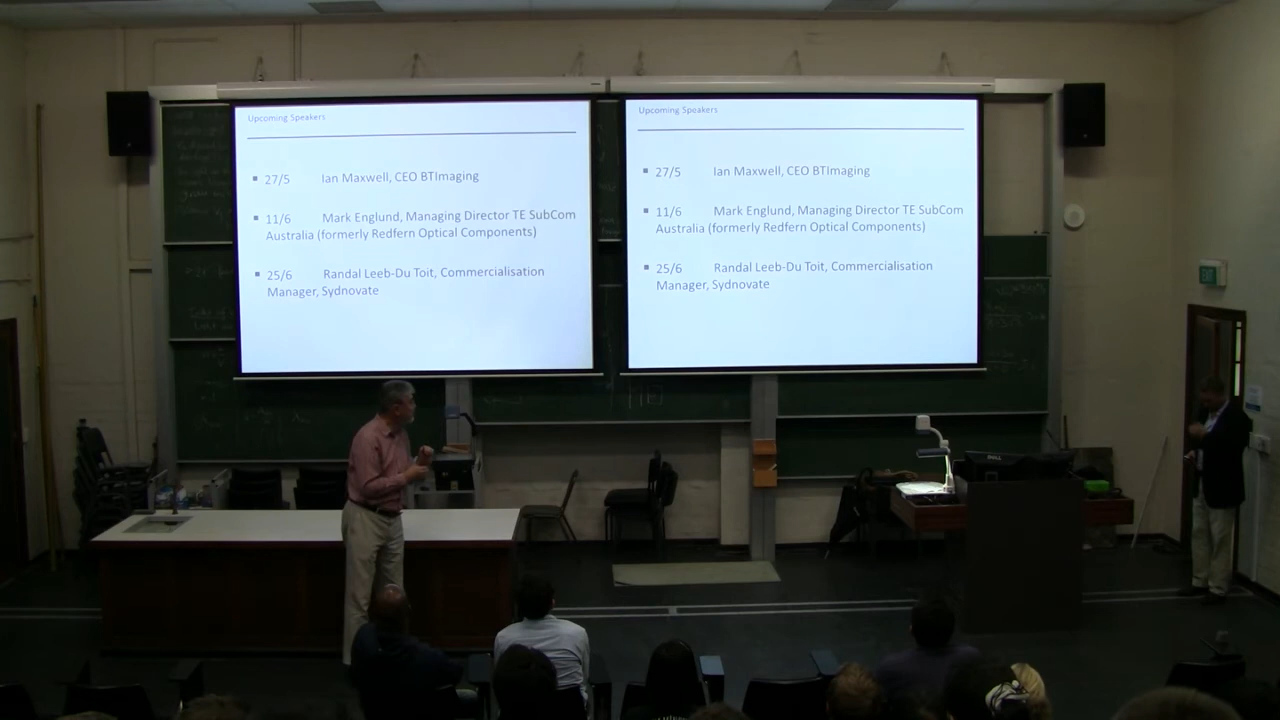 Upcoming Speakers
▪ 27/5 Ian Maxwell, CEO BTImaging
▪ 11/6 Mark Englund, Managing Director TE SubCom
Australia (formerly Redfern Optical Components)
▪ 25/6 Randal Leeb-Du Toit, Commercialisation
Manager, Sydnovate
Upcoming Speakers
▪ 27/5 Ian Maxwell, CEO BTImaging
▪ 11/6 Mark Englund, Managing Director TE SubCom
Australia (formerly Redfern Optical Components)
▪ 25/6 Randal Leeb-Du Toit, Commercialisation
Manager, Sydnovate
DELL